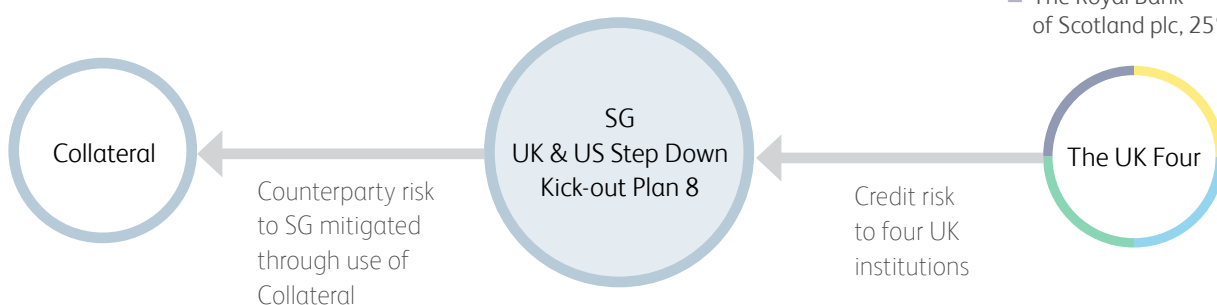 of Scotland plc, 25
Collateral
SG
UK & US Step Down
Kick-out Plan 8
The UK Four
Counterparty risk
to SG mitigated
through use of
Collateral
Credit risk
to four UK
institutions